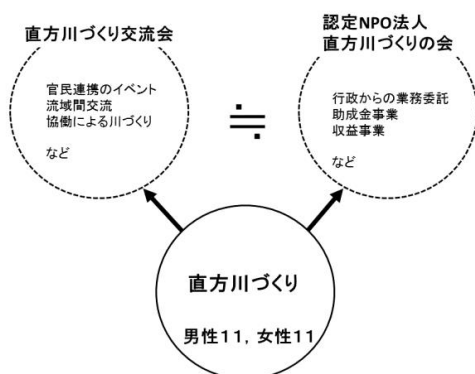 直方川づくり交流会
官民連携のイベント
流域間交流
協働による川づくり
など
≒
認定NPO法人
直方川づくりの会
行政からの業務委託
助成金事業
収益事業
など
直方川づくり
男性11，女性11